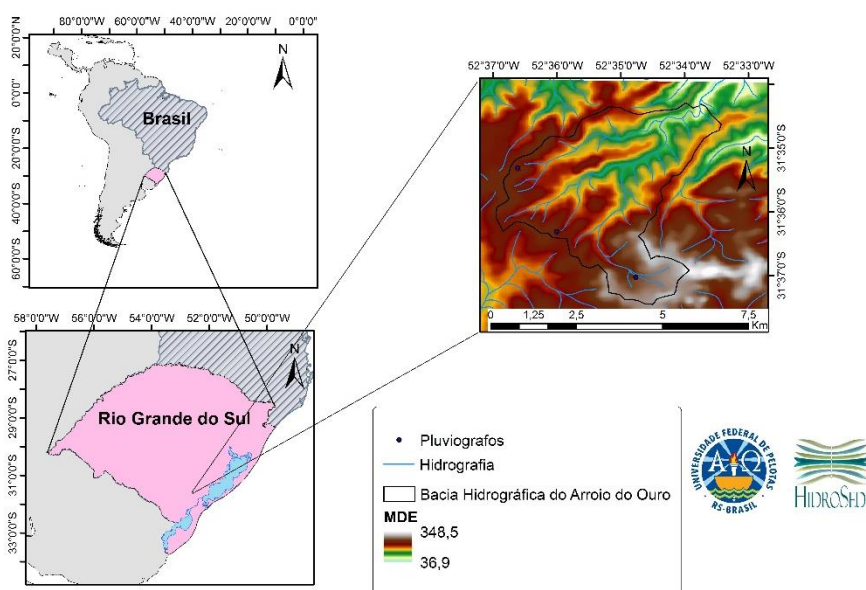 80°0'0"W 60°0'0"W 40°0'0"W 20°0'0"W 0°0'0"
20°0'0"N
0°0'0"
20°0'0"S
40°0'0"S
60°0'0"S
N
Brasil
58°0'0"W 56°0'0"W 54°0'0"W 52°0'0"W 50°0'0"W
27°0'0"S
29°0'0"S
31°0'0"S
33°0'0"S
N
Rio Grande do Sul
52°37'0"W 52°36'0"W 52°35'0"W 52°34'0"W 52°33'0"W
31°35'0"S
31°36'0"S
31°37'0"S
N
0 1,25 2,5 5 7,5
Km
Pluviografos
Hidrografia
Bacia Hidrográfica do Arroio do Ouro
MDE
348,5
36,9
UNIVERSIDADE FEDERAL DE PELOTAS
Α Ω
RS-BRASIL
HIDROSED